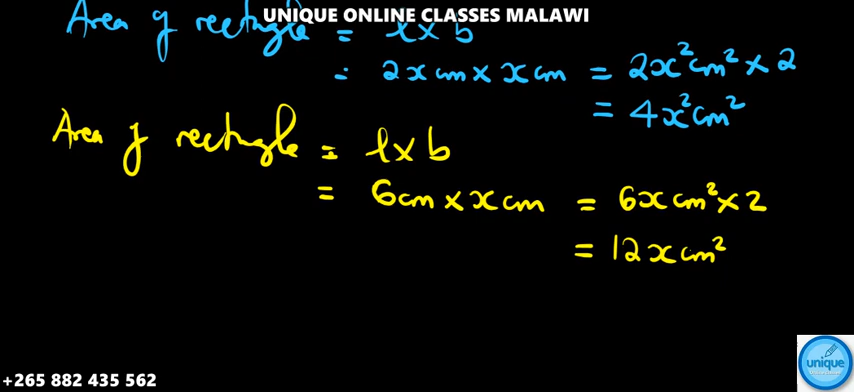 UNIQUE ONLINE CLASSES MALAWI
Area of rectangle = l x b
= 2x cm x x cm = 2x²cm² x 2
= 4x²cm²
Area of rectangle = l x b
= 6cm x x cm = 6x cm² x 2
= 12x cm²
unique
+265 882 435 562